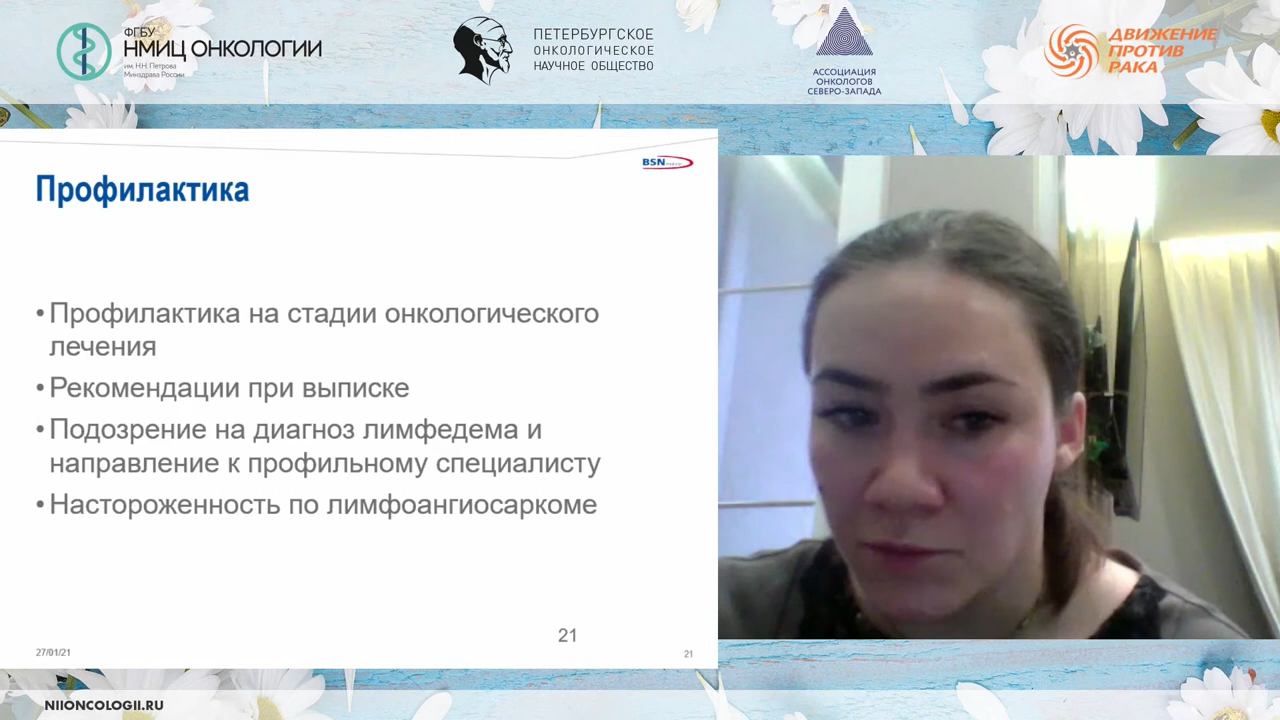 ФГБУ
НМИЦ ОНКОЛОГИИ
им. Н.Н. Петрова
Минздрава России
ПЕТЕРБУРГСКОЕ
ОНКОЛОГИЧЕСКОЕ
НАУЧНОЕ ОБЩЕСТВО
АССОЦИАЦИЯ
ОНКОЛОГОВ
СЕВЕРО-ЗАПАДА
ДВИЖЕНИЕ
ПРОТИВ
РАКА
BSN
Профилактика
• Профилактика на стадии онкологического
лечения
• Рекомендации при выписке
• Подозрение на диагноз лимфедема и
направление к профильному специалисту
• Настороженность по лимфоангиосаркоме
21
27/01/21
21
NIIONCOLOGII.RU